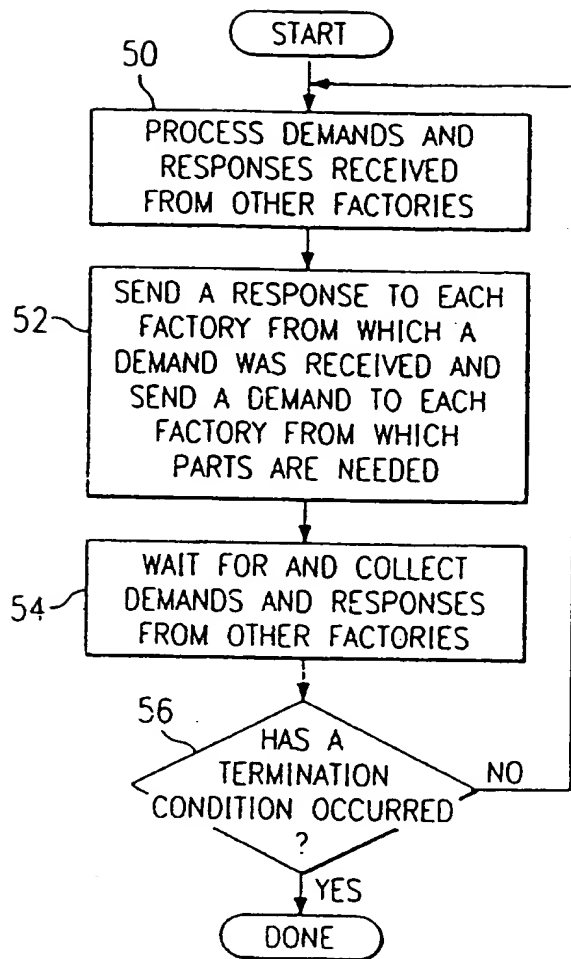 START
50
PROCESS DEMANDS AND
RESPONSES RECEIVED
FROM OTHER FACTORIES
52
SEND A RESPONSE TO EACH
FACTORY FROM WHICH A
DEMAND WAS RECEIVED AND
SEND A DEMAND TO EACH
FACTORY FROM WHICH
PARTS ARE NEEDED
54
WAIT FOR AND COLLECT
DEMANDS AND RESPONSES
FROM OTHER FACTORIES
56
HAS A
TERMINATION
CONDITION OCCURRED
?
NO
YES
DONE